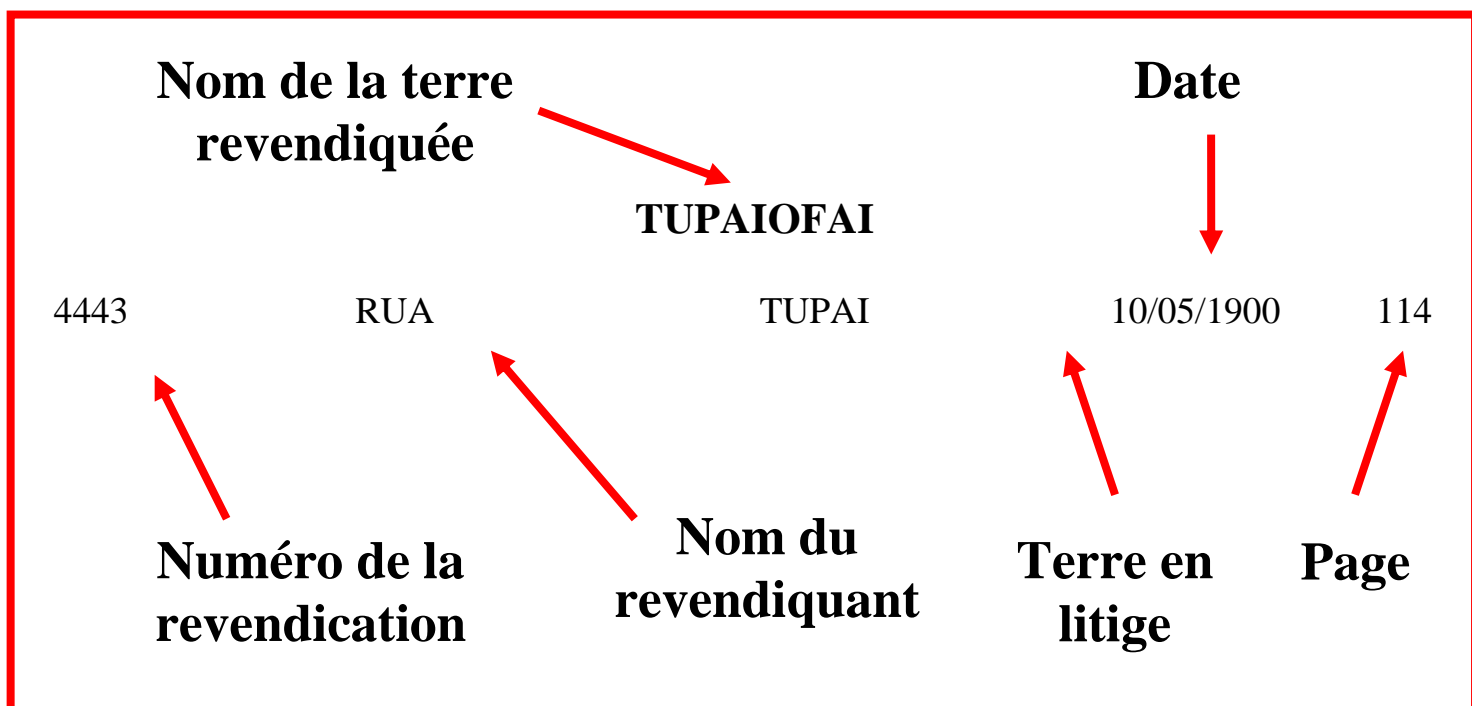 Nom de la terre
revendiquée
Date
TUPAIOFAI
4443 RUA TUPAI 10/05/1900 114
Numéro de la
revendication
Nom du
revendiquant
Terre en
litige
Page